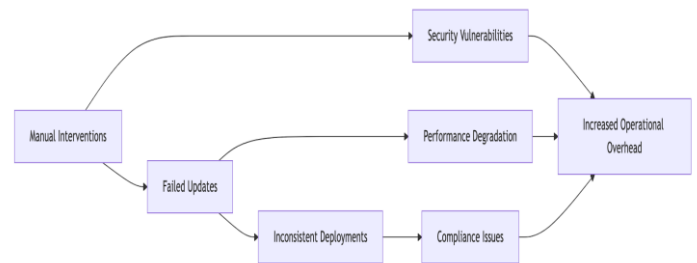 Security Vulnerabilities
Manual Interventions
Performance Degradation
Increased Operational
Overhead
Failed Updates
Inconsistent Deployments
Compliance Issues